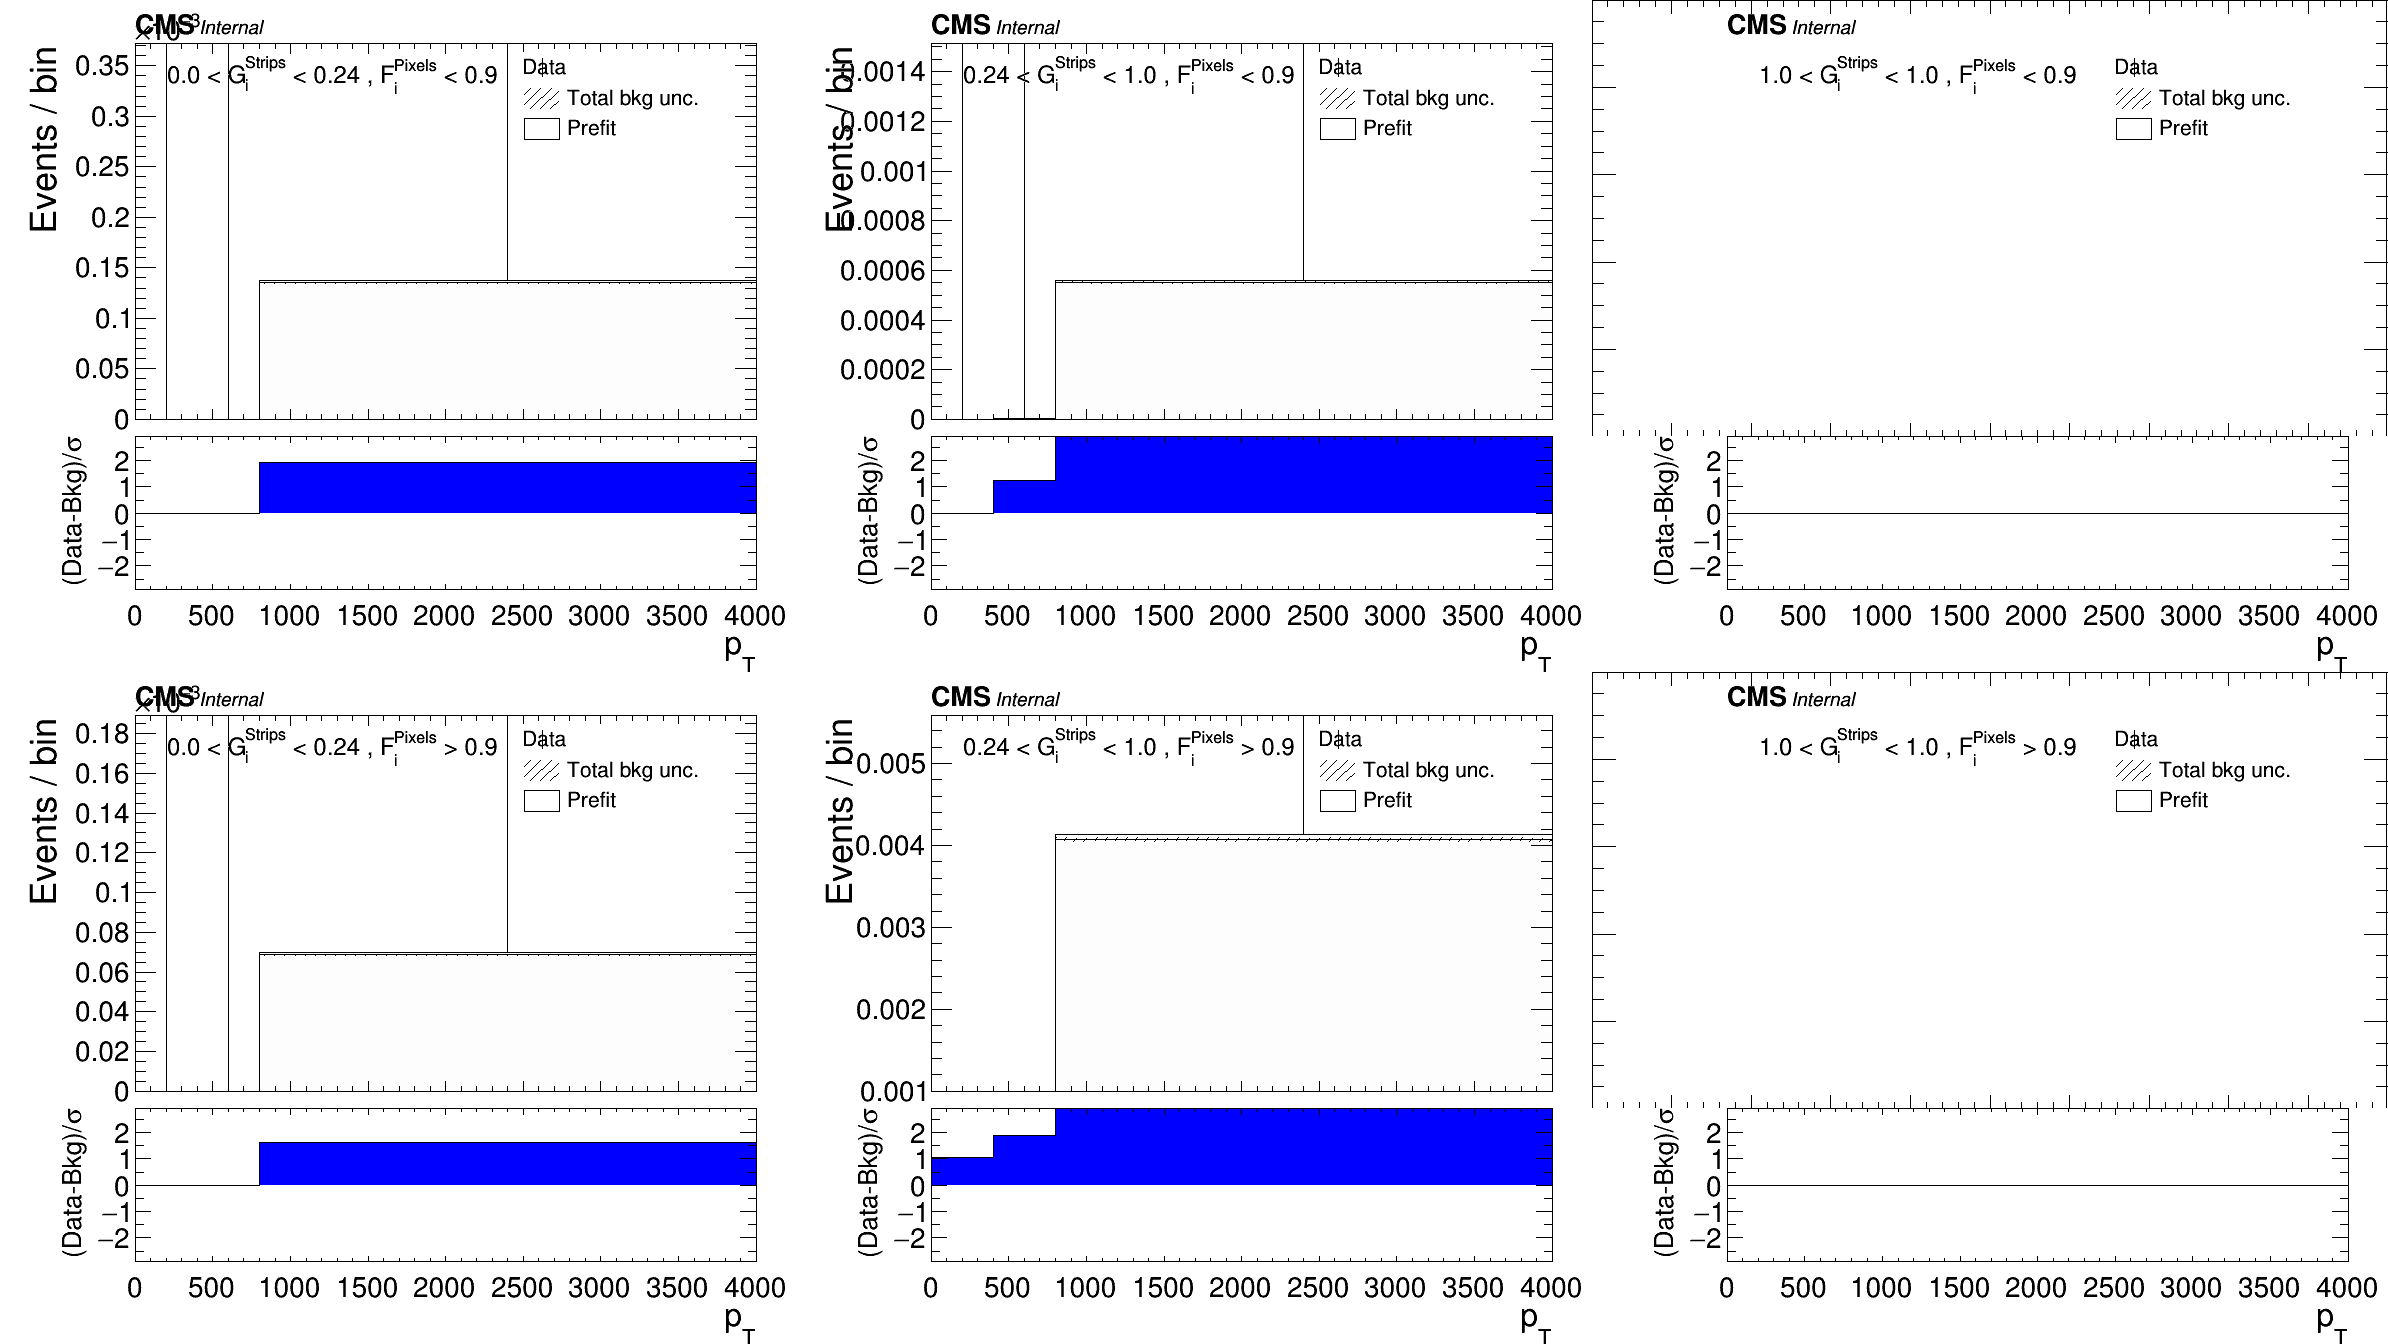 CMS Internal
×10⁻³
0.0 < G_i^Strips < 0.24 , F_i^Pixels < 0.9
Data
Total bkg unc.
Prefit
Events / bin
0.35
0.3
0.25
0.2
0.15
0.1
0.05
0
(Data-Bkg)/σ
2
1
0
−1
−2
0 500 1000 1500 2000 2500 3000 3500 4000
p_T
CMS Internal
0.24 < G_i^Strips < 1.0 , F_i^Pixels < 0.9
Data
Total bkg unc.
Prefit
Events / bin
0.0014
0.0012
0.001
0.0008
0.0006
0.0004
0.0002
0
(Data-Bkg)/σ
2
1
0
−1
−2
0 500 1000 1500 2000 2500 3000 3500 4000
p_T
CMS Internal
1.0 < G_i^Strips < 1.0 , F_i^Pixels < 0.9
Data
Total bkg unc.
Prefit
(Data-Bkg)/σ
2
1
0
−1
−2
0 500 1000 1500 2000 2500 3000 3500 4000
p_T
CMS Internal
×10⁻³
0.0 < G_i^Strips < 0.24 , F_i^Pixels > 0.9
Data
Total bkg unc.
Prefit
Events / bin
0.18
0.16
0.14
0.12
0.1
0.08
0.06
0.04
0.02
0
(Data-Bkg)/σ
2
1
0
−1
−2
0 500 1000 1500 2000 2500 3000 3500 4000
p_T
CMS Internal
0.24 < G_i^Strips < 1.0 , F_i^Pixels > 0.9
Data
Total bkg unc.
Prefit
Events / bin
0.005
0.004
0.003
0.002
0.001
(Data-Bkg)/σ
2
1
0
−1
−2
0 500 1000 1500 2000 2500 3000 3500 4000
p_T
CMS Internal
1.0 < G_i^Strips < 1.0 , F_i^Pixels > 0.9
Data
Total bkg unc.
Prefit
(Data-Bkg)/σ
2
1
0
−1
−2
0 500 1000 1500 2000 2500 3000 3500 4000
p_T